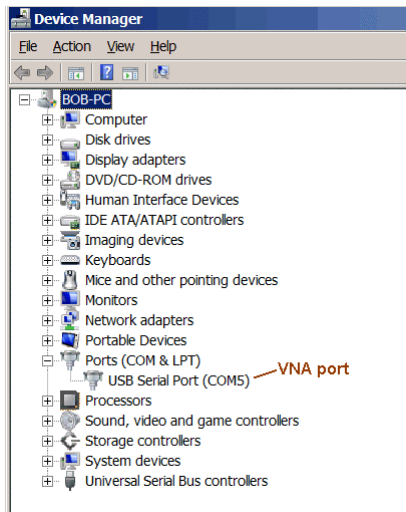 Device Manager
File Action View Help
BOB-PC
Computer
Disk drives
Display adapters
DVD/CD-ROM drives
Human Interface Devices
IDE ATA/ATAPI controllers
Imaging devices
Keyboards
Mice and other pointing devices
Monitors
Network adapters
Portable Devices
Ports (COM & LPT)
USB Serial Port (COM5) VNA port
Processors
Sound, video and game controllers
Storage controllers
System devices
Universal Serial Bus controllers